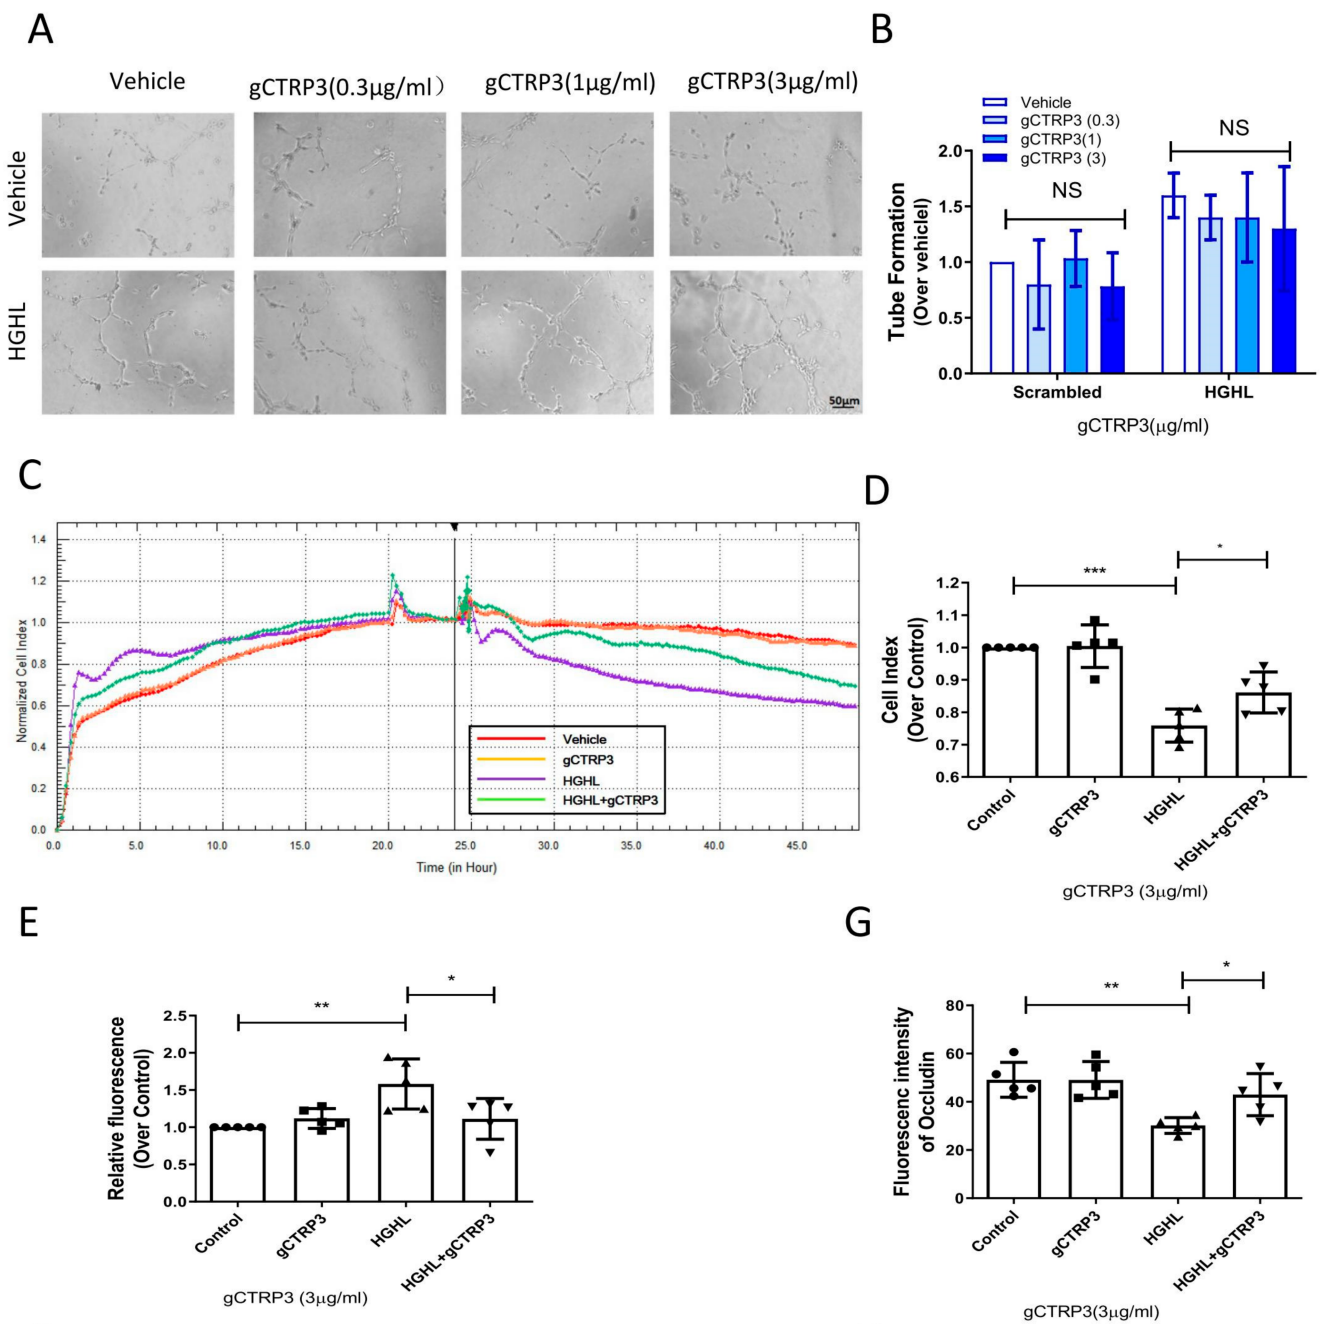 A
Vehicle
gCTRP3(0.3μg/ml）
gCTRP3(1μg/ml)
gCTRP3(3μg/ml)
Vehicle
HGHL
50μm
B
Vehicle
gCTRP3 (0.3)
gCTRP3(1)
gCTRP3 (3)
NS
NS
Tube Formation
(Over vehiclel)
2.0
1.5
1.0
0.5
0.0
Scrambled
HGHL
gCTRP3(μg/ml)
C
Normalized Cell Index
1.4
1.2
1.0
0.8
0.6
0.4
0.2
0.0
Vehicle
gCTRP3
HGHL
HGHL+gCTRP3
0.0
5.0
10.0
15.0
20.0
25.0
30.0
35.0
40.0
45.0
Time (in Hour)
D
***
*
Cell Index
(Over Control)
1.2
1.1
1.0
0.9
0.8
0.7
0.6
Control
gCTRP3
HGHL
HGHL+gCTRP3
gCTRP3 (3μg/ml)
E
**
*
Relative fluorescence
(Over Control)
2.5
2.0
1.5
1.0
0.5
0.0
Control
gCTRP3
HGHL
HGHL+gCTRP3
gCTRP3 (3μg/ml)
G
**
*
Fluorescenc intensity
of Occludin
80
60
40
20
0
Control
gCTRP3
HGHL
HGHL+gCTRP3
gCTRP3(3μg/ml)